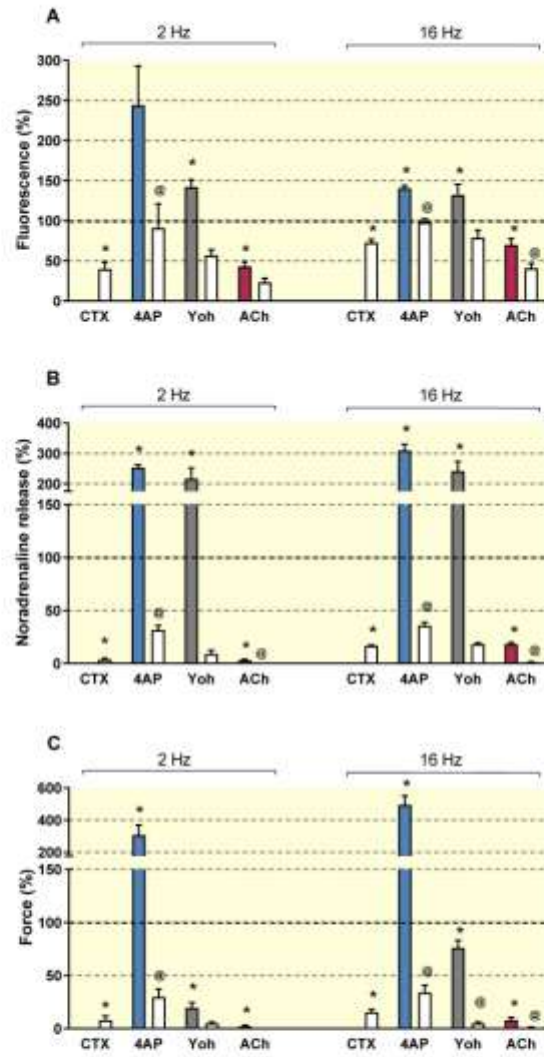 A
2 Hz 16 Hz
300
250
200
150
100
50
0
Fluorescence (%)
* @ * * * * @ * * @
CTX 4AP Yoh ACh CTX 4AP Yoh ACh
B
2 Hz 16 Hz
400
300
200
150
100
50
0
Noradrenaline release (%)
* * @ * * @ * * * @ * @
CTX 4AP Yoh ACh CTX 4AP Yoh ACh
C
2 Hz 16 Hz
600
400
200
150
100
50
0
Force (%)
* * @ * * * * @ * @ * @
CTX 4AP Yoh ACh CTX 4AP Yoh ACh